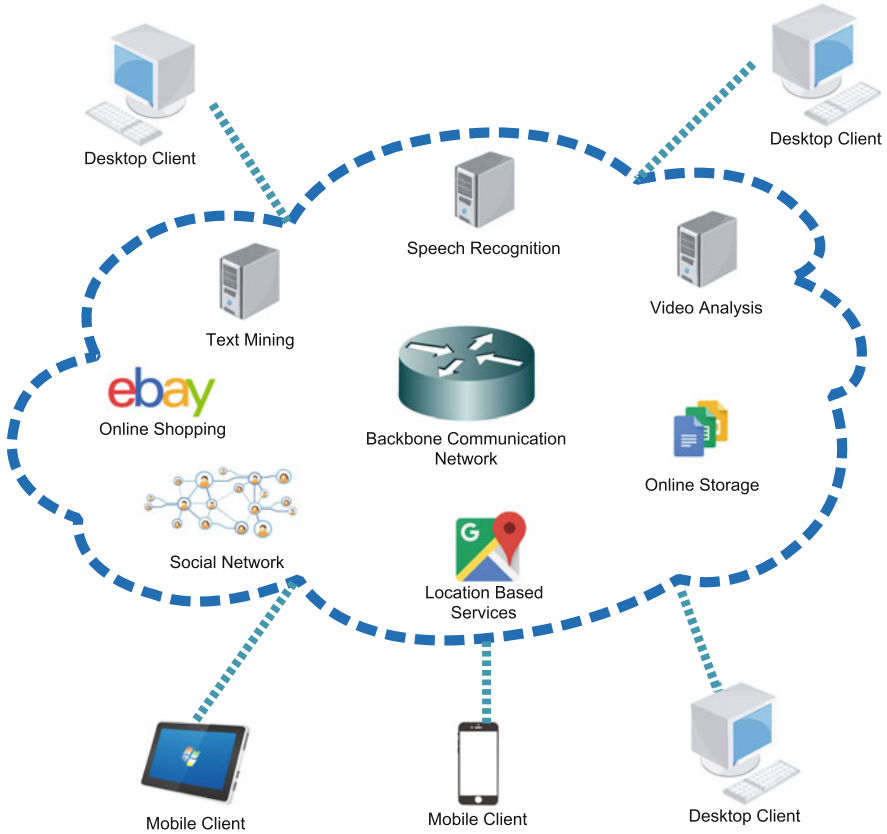 Desktop Client
Desktop Client
Speech Recognition
Video Analysis
Text Mining
ebay
Online Shopping
Backbone Communication
Network
Online Storage
Social Network
G
Location Based
Services
Mobile Client
Mobile Client
Desktop Client